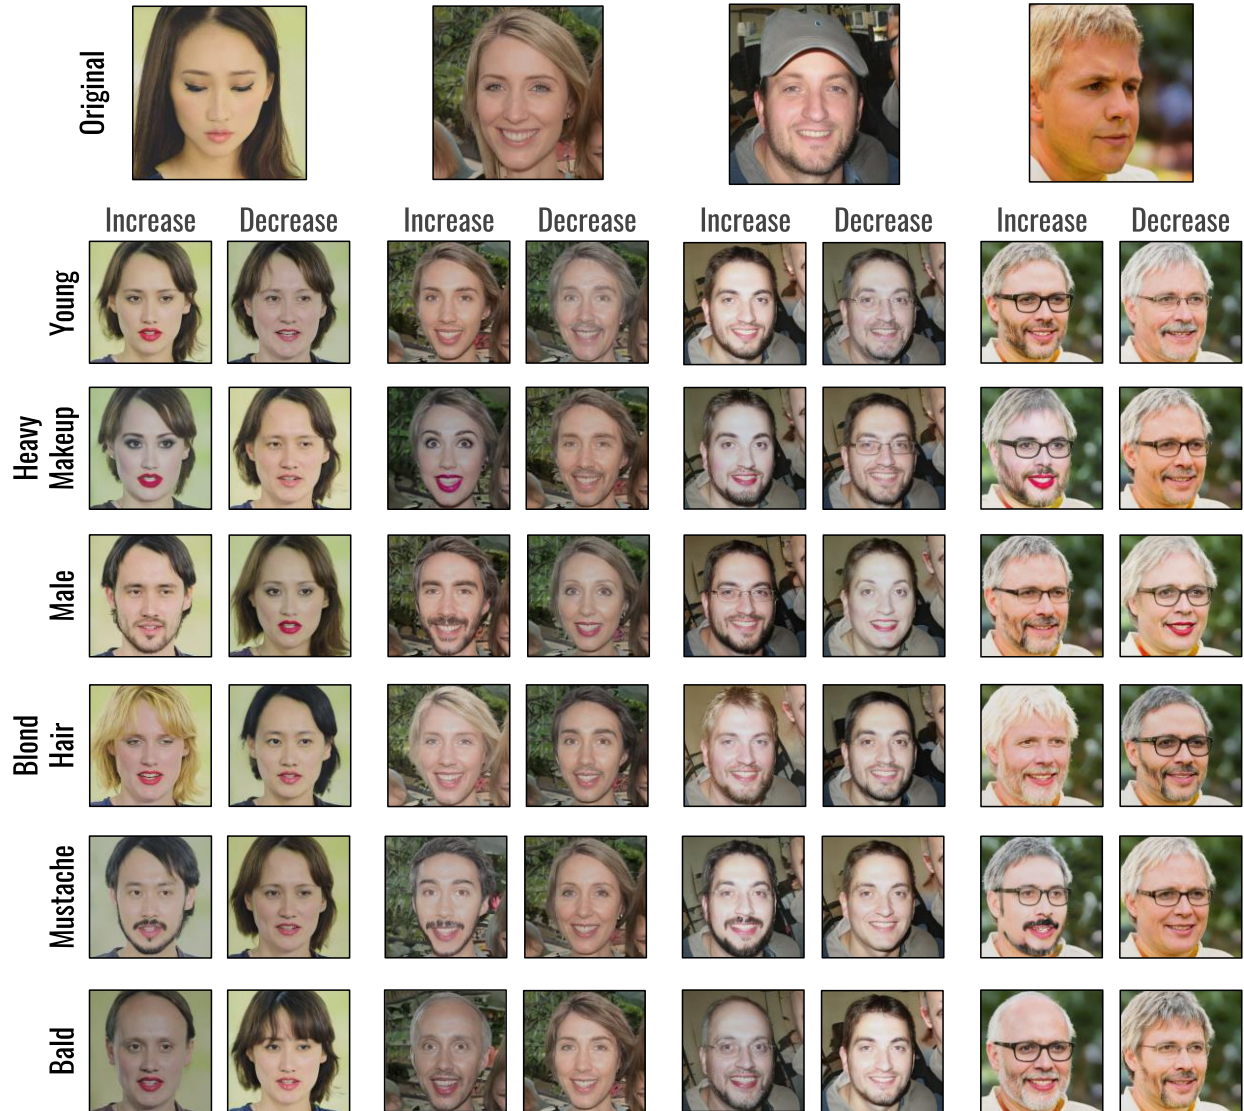 Original
Increase Decrease Increase Decrease Increase Decrease Increase Decrease
Young
Heavy
Makeup
Male
Blond
Hair
Mustache
Bald